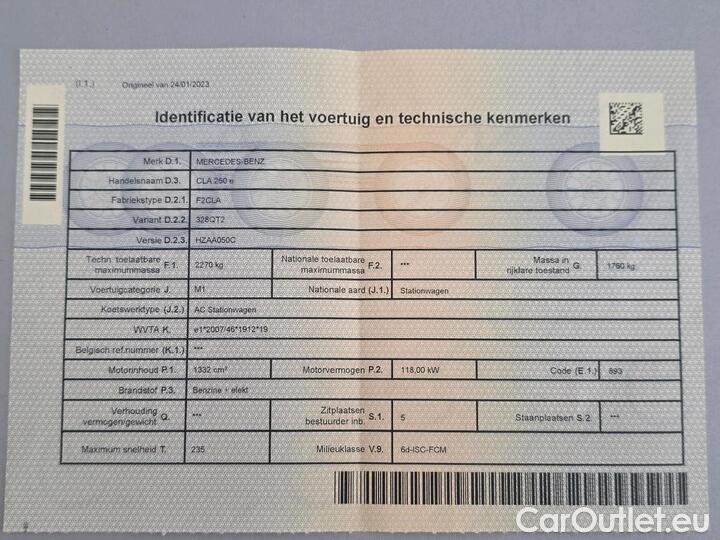 (I.1.) Origineel van 24/01/2023
Identificatie van het voertuig en technische kenmerken
Merk D.1. MERCEDES-BENZ
Handelsnaam D.3. CLA 250 e
Fabriekstype D.2.1. F2CLA
Variant D.2.2. 328QT2
Versie D.2.3. HZAA050C
Techn. toelaatbare maximummassa F.1. 2270 kg Nationale toelaatbare maximummassa F.2. *** Massa in rijklare toestand G. 1760 kg
Voertuigcategorie J. M1 Nationale aard (J.1.) Stationwagen
Koetswerktype (J.2.) AC Stationwagen
WVTA K. e1*2007/46*1912*19
Belgisch ref.nummer (K.1.) ***
Motorinhoud P.1. 1332 cm³ Motorvermogen P.2. 118,00 kW Code (E.1.) 893
Brandstof P.3. Benzine + elekt
Verhouding vermogen/gewicht Q. *** Zitplaatsen bestuurder inb. S.1. 5 Staanplaatsen S.2. ***
Maximum snelheid T. 235 Milieuklasse V.9. 6d-ISC-FCM
CarOutlet.eu